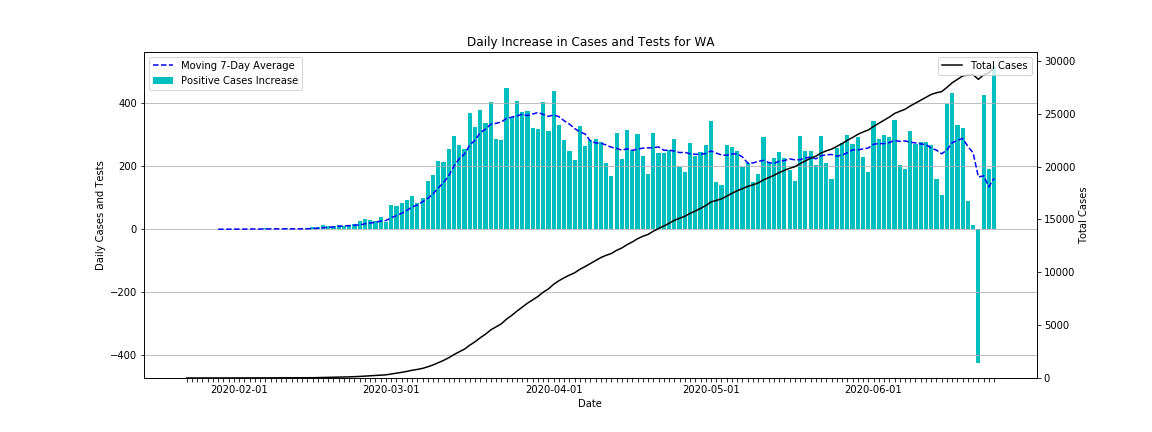 Daily Increase in Cases and Tests for WA
Moving 7-Day Average
Positive Cases Increase
Total Cases
400
200
0
−200
−400
Daily Cases and Tests
30000
25000
20000
15000
10000
5000
0
Total Cases
2020-02-01
2020-03-01
2020-04-01
2020-05-01
2020-06-01
Date